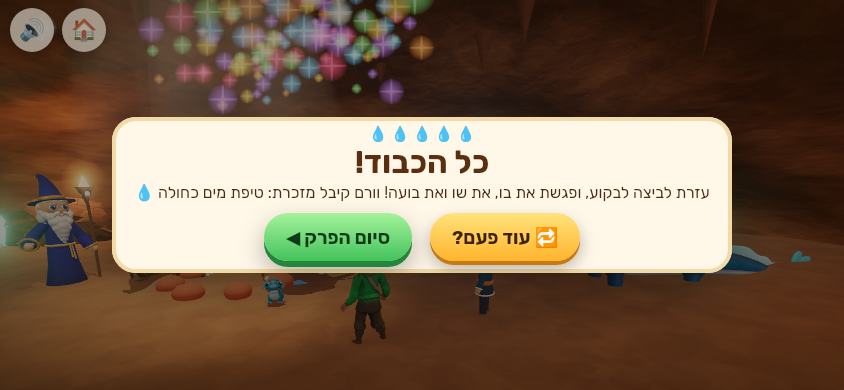 כל הכבוד!
עזרת לביצה לבקוע, ופגשת את בו, את שו ואת בועה! וורם קיבל מזכרת: טיפת מים כחולה 💧
🔁 עוד פעם?
סיום הפרק ◀